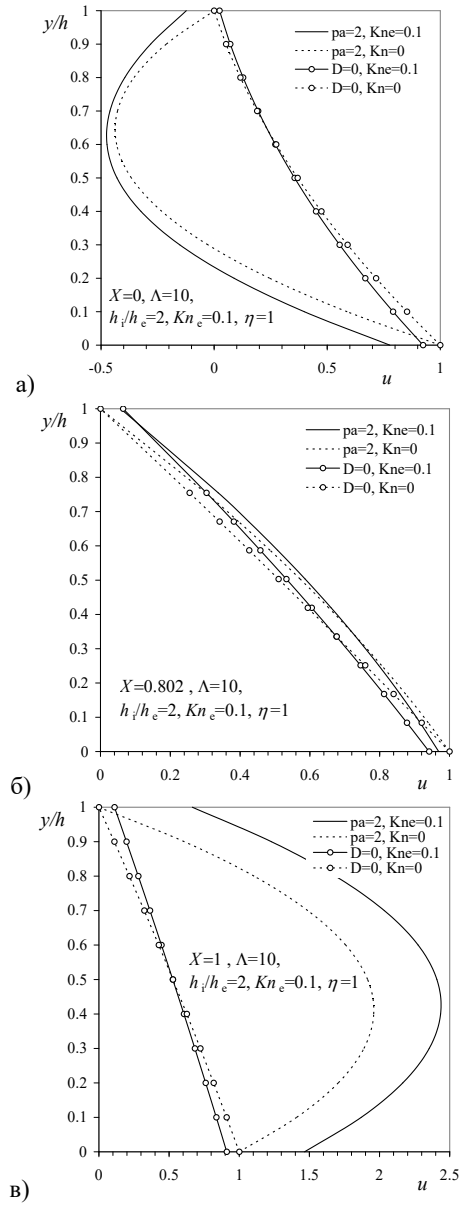 y/h
1
0.9
0.8
0.7
0.6
0.5
0.4
0.3
0.2
0.1
0
pa=2, Kne=0.1
pa=2, Kn=0
D=0, Kne=0.1
D=0, Kn=0
X=0, Λ=10,
hi/he=2, Kne=0.1, η=1
-0.5 0 0.5 1
u
а)
y/h
1
0.9
0.8
0.7
0.6
0.5
0.4
0.3
0.2
0.1
0
pa=2, Kne=0.1
pa=2, Kn=0
D=0, Kne=0.1
D=0, Kn=0
X=0.802 , Λ=10,
hi/he=2, Kne=0.1, η=1
0 0.2 0.4 0.6 0.8 1
u
б)
y/h
1
0.9
0.8
0.7
0.6
0.5
0.4
0.3
0.2
0.1
0
pa=2, Kne=0.1
pa=2, Kn=0
D=0, Kne=0.1
D=0, Kn=0
X=1 , Λ=10,
hi/he=2, Kne=0.1, η=1
0 0.5 1 1.5 2 2.5
u
в)